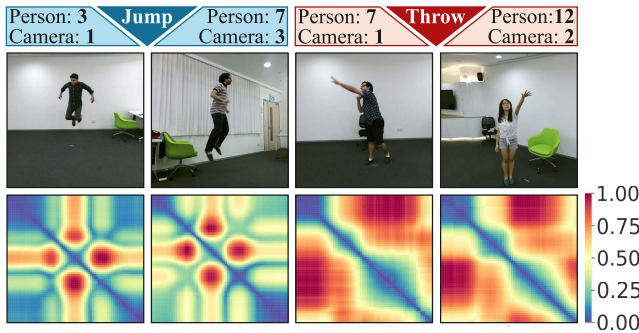 Person: 3 Jump Person: 7
Camera: 1 Camera: 3
Person: 7 Throw Person:12
Camera: 1 Camera: 2
1.00
0.75
0.50
0.25
0.00